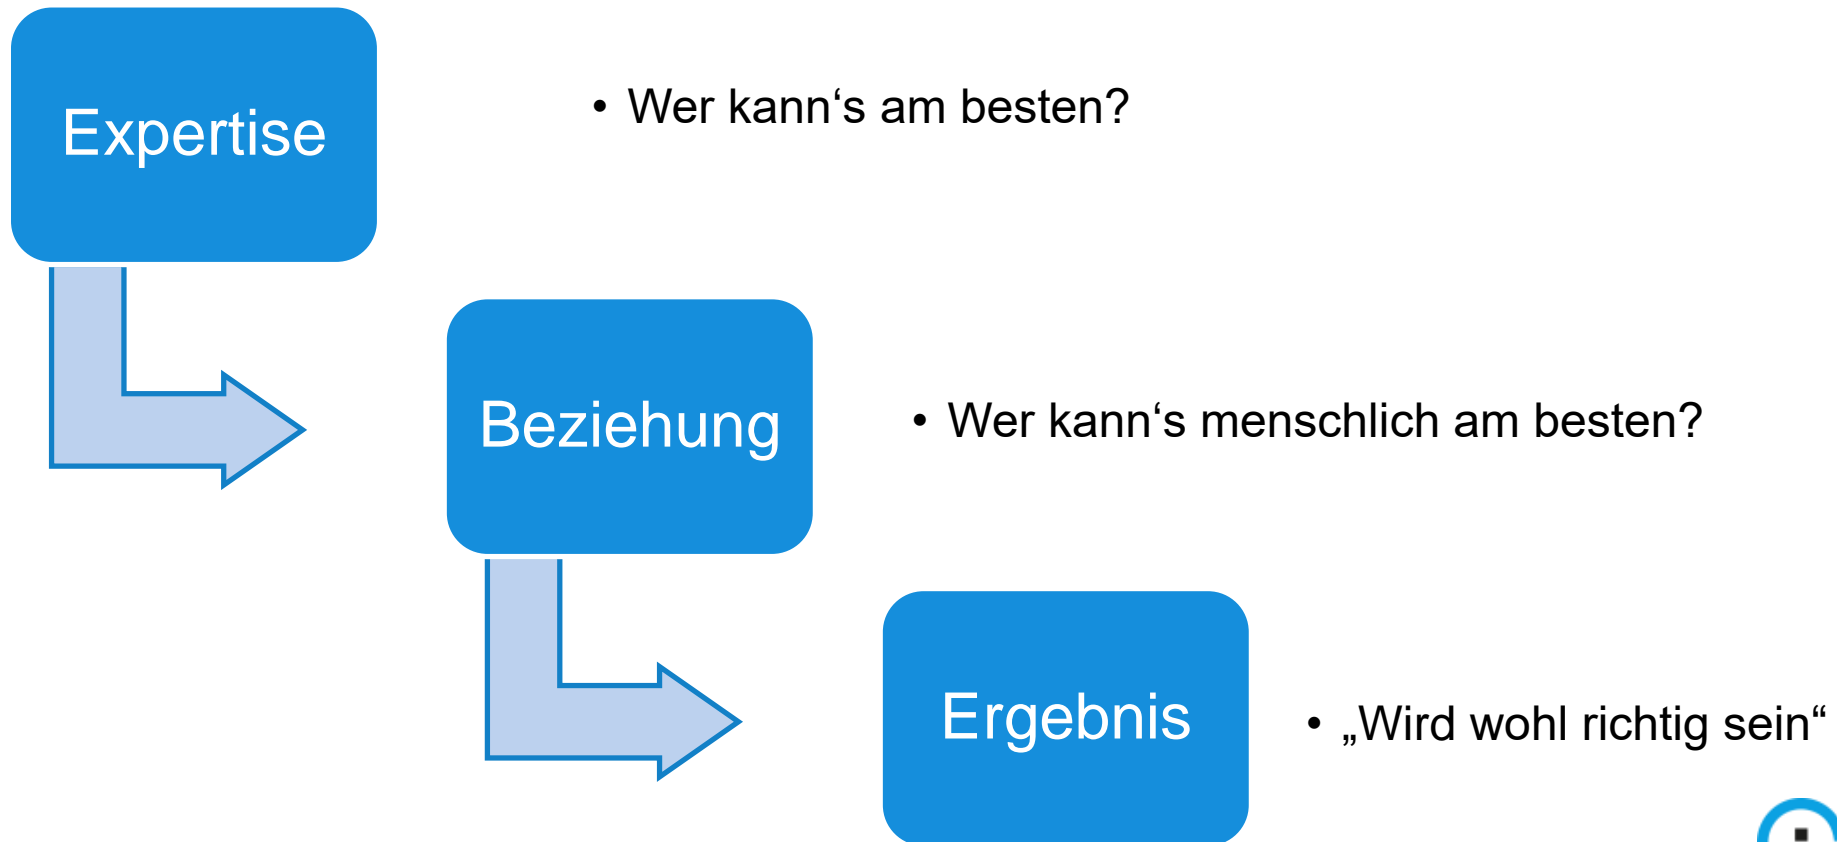 Expertise
• Wer kann‘s am besten?
Beziehung
• Wer kann‘s menschlich am besten?
Ergebnis
• „Wird wohl richtig sein“